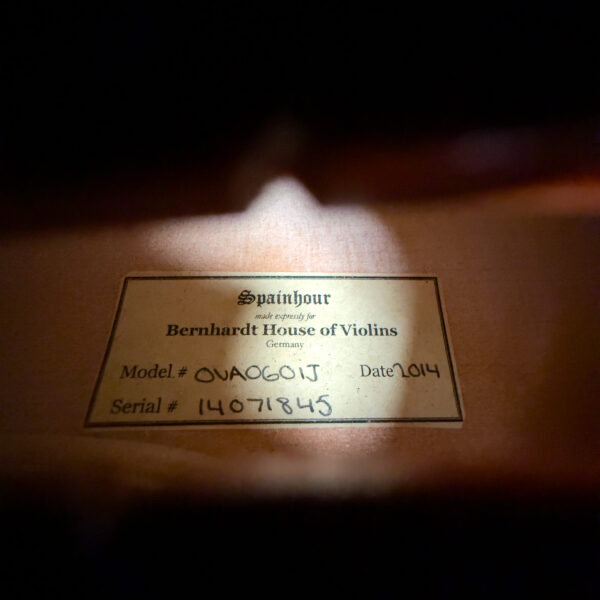 Spainhour
made expressly for
Bernhardt House of Violins
Germany
Model # OVA0601J Date 2014
Serial # 14071845